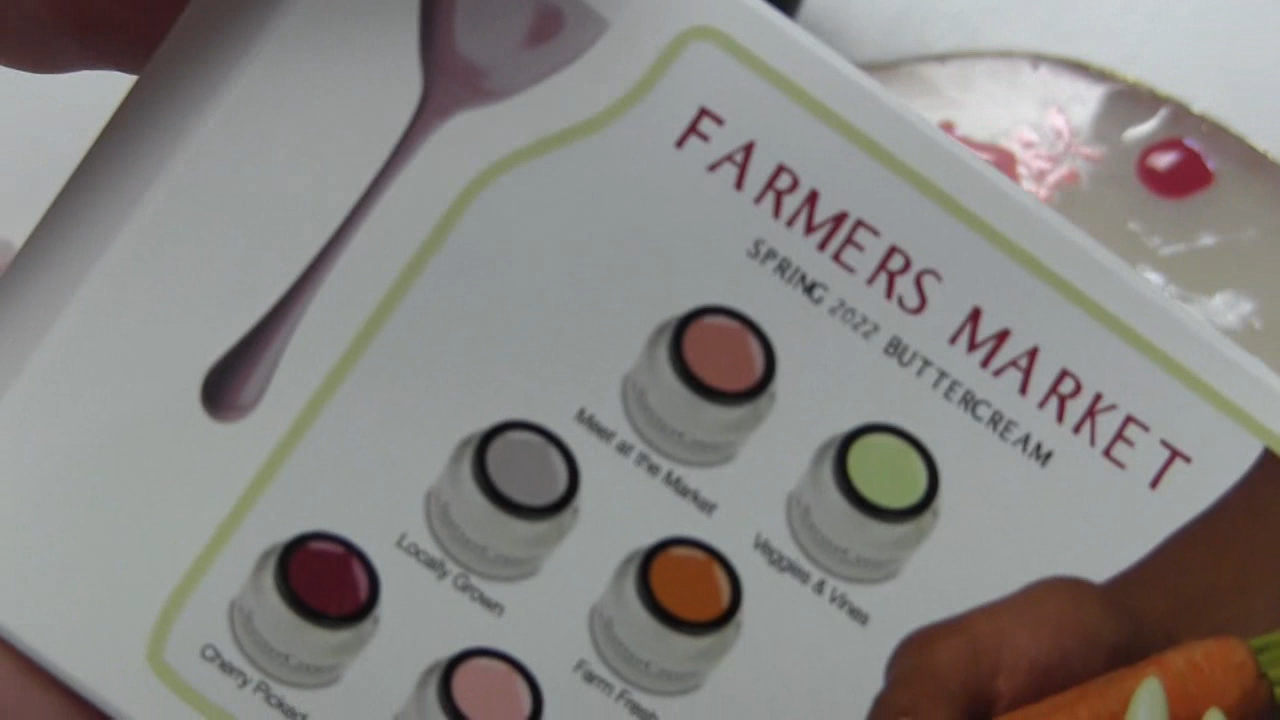 FARMERS MARKET
SPRING 2022 BUTTERCREAM
Meet at the Market
Locally Grown
Veggies & Vines
Cherry Picked
Farm Fresh